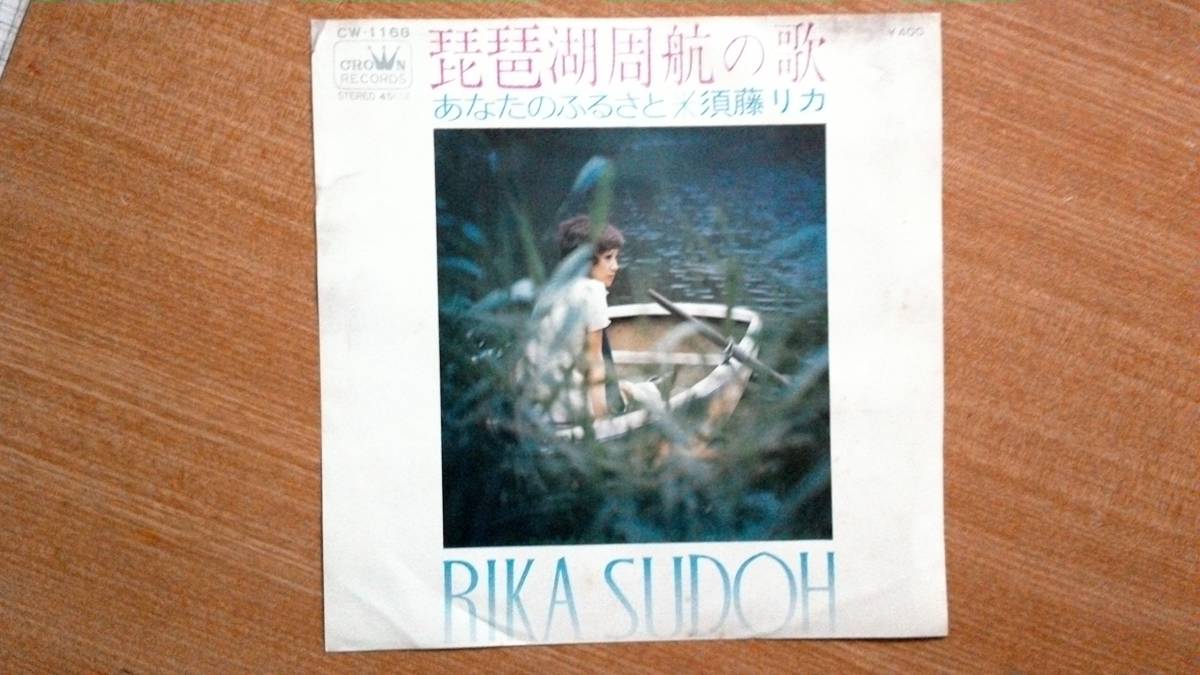 CW-1168
CROWN
RECORDS
STEREO 45
琵琶湖周航の歌
¥400
あなたのふるさと/須藤リカ
RIKA SUDOH